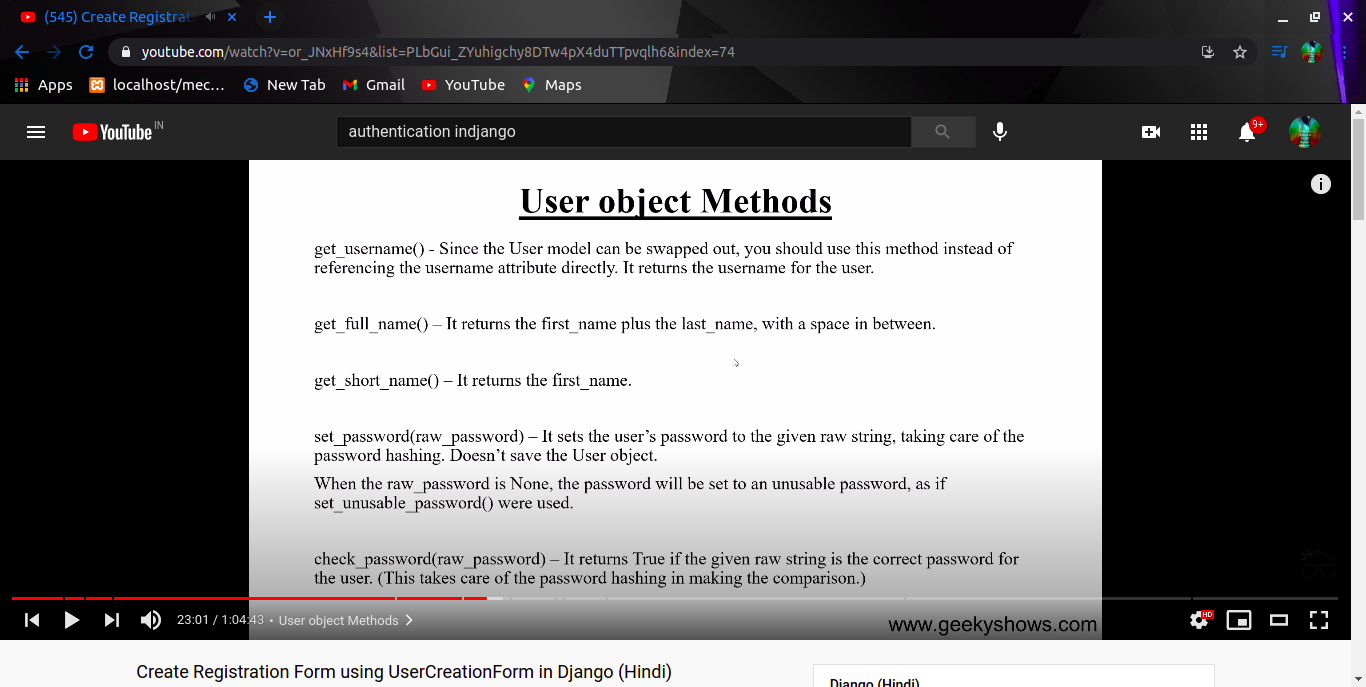 (545) Create Registrat
youtube.com/watch?v=or_JNxHf9s4&list=PLbGui_ZYuhigchy8DTw4pX4duTTpvqlh6&index=74
Apps localhost/mec... New Tab Gmail YouTube Maps
YouTube IN authentication indjango 9+
User object Methods
get_username() - Since the User model can be swapped out, you should use this method instead of
referencing the username attribute directly. It returns the username for the user.
get_full_name() – It returns the first_name plus the last_name, with a space in between.
get_short_name() – It returns the first_name.
set_password(raw_password) – It sets the user’s password to the given raw string, taking care of the
password hashing. Doesn’t save the User object.
When the raw_password is None, the password will be set to an unusable password, as if
set_unusable_password() were used.
check_password(raw_password) – It returns True if the given raw string is the correct password for
the user. (This takes care of the password hashing in making the comparison.)
23:01 / 1:04:43 • User object Methods www.geekyshows.com HD
Create Registration Form using UserCreationForm in Django (Hindi)
Django (Hindi)